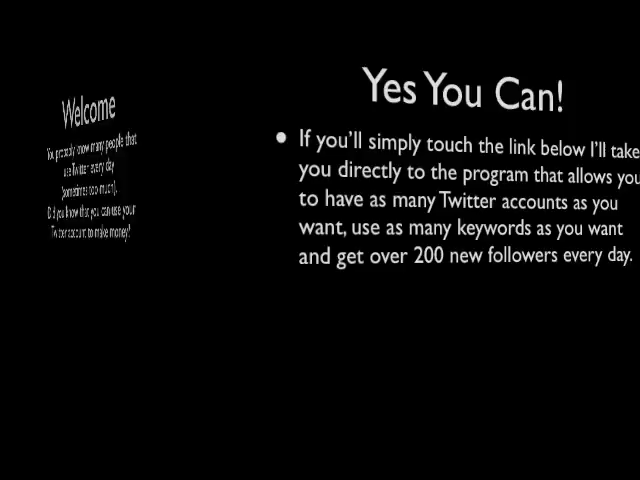 Welcome
You probably know many people that
use Twitter every day
(sometimes too much).
Did you know that you can use your
Twitter account to make money?
Yes You Can!
• If you'll simply touch the link below I'll take
you directly to the program that allows you
to have as many Twitter accounts as you
want, use as many keywords as you want
and get over 200 new followers every day.